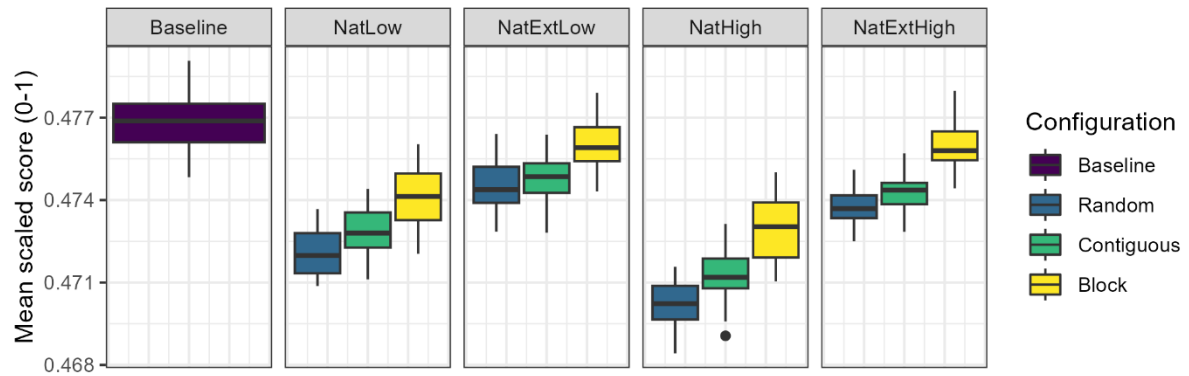 Baseline NatLow NatExtLow NatHigh NatExtHigh
Mean scaled score (0-1)
0.477
0.474
0.471
0.468
Configuration
Baseline
Random
Contiguous
Block